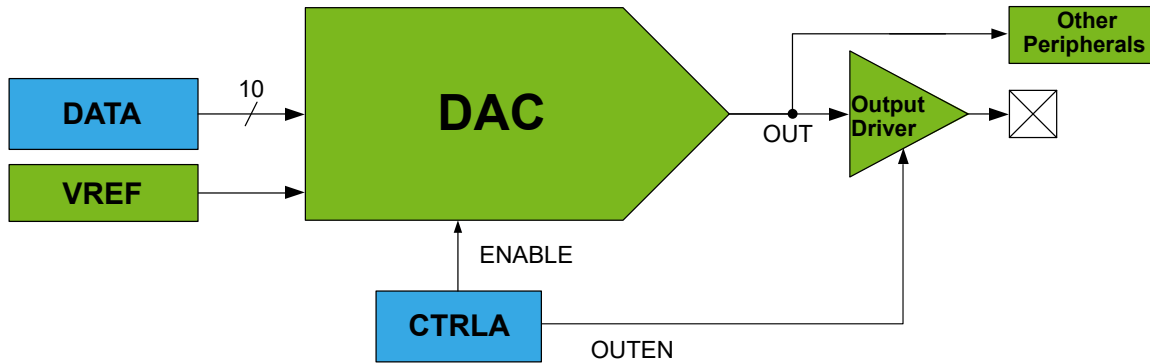 Other
Peripherals
10
DATA
DAC
Output
Driver
OUT
VREF
ENABLE
CTRLA
OUTEN